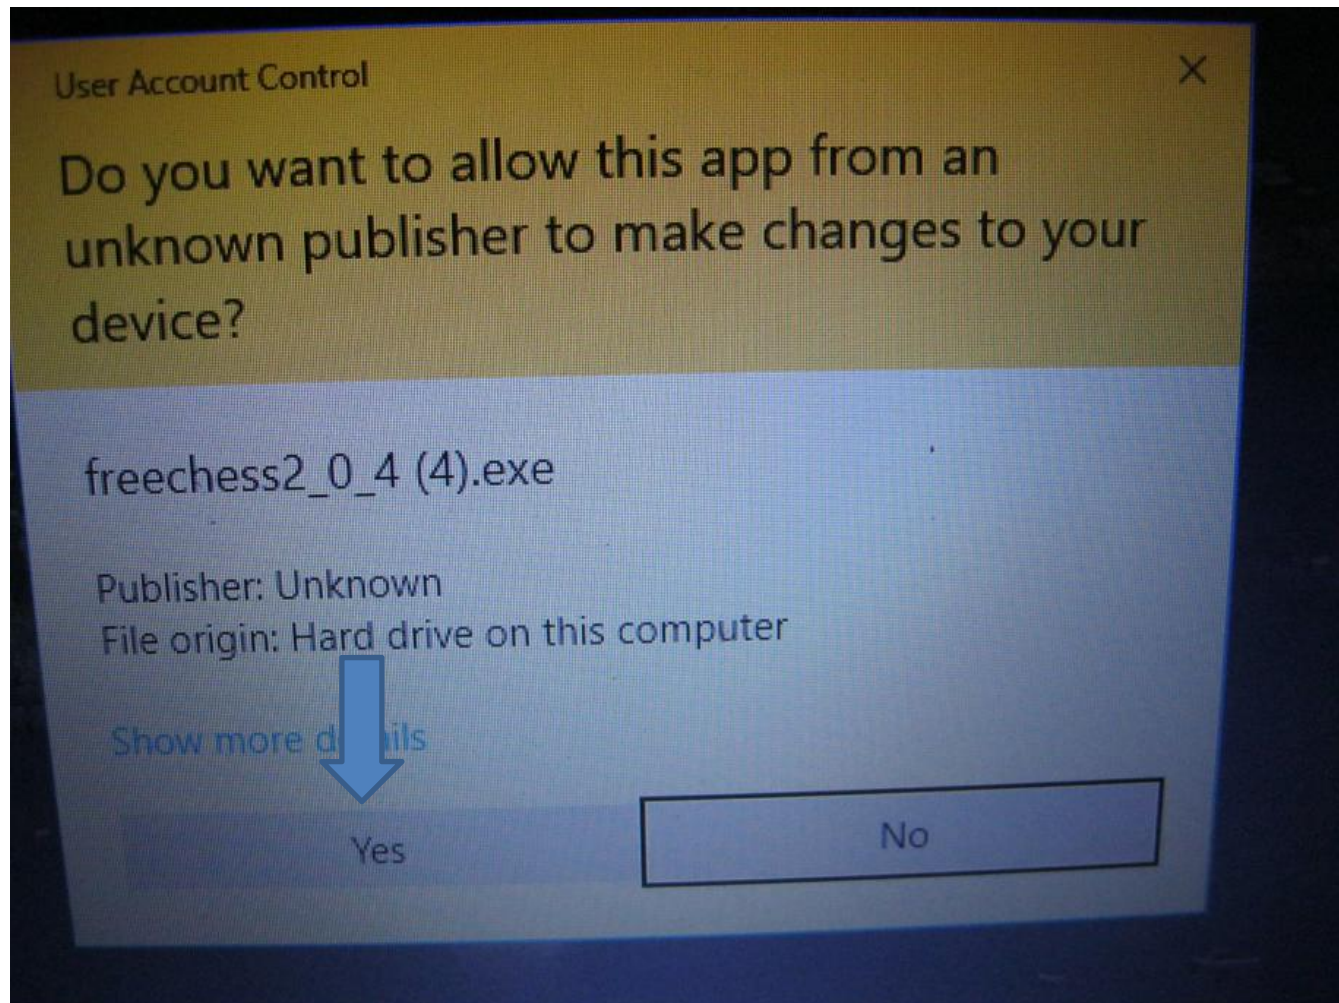 User Account Control
Do you want to allow this app from an
unknown publisher to make changes to your
device?
freechess2_0_4 (4).exe
Publisher: Unknown
File origin: Hard drive on this computer
Show more details
Yes
No